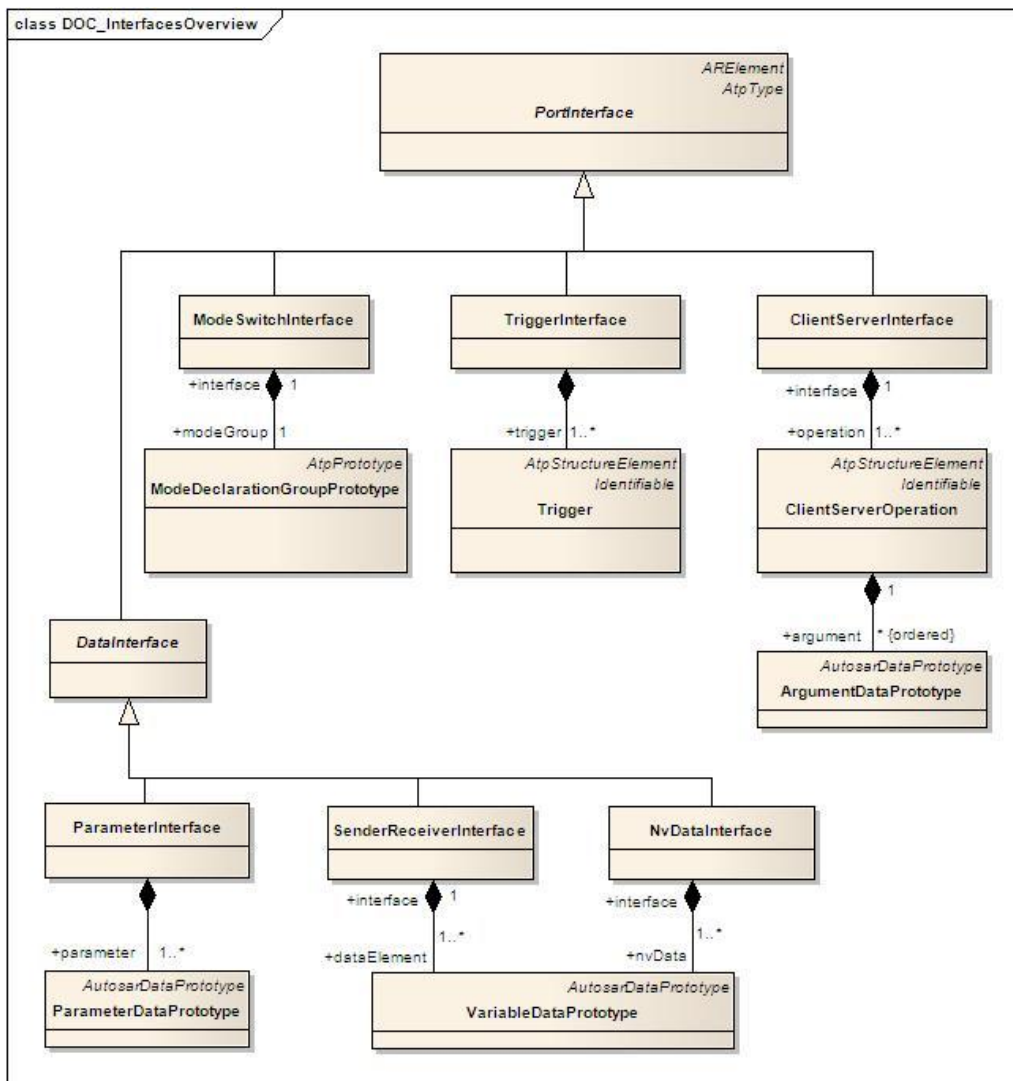 class DOC_InterfacesOverview
ARElement
AtpType
PortInterface
ModeSwitchInterface
TriggerInterface
ClientServerInterface
+interface 1
+interface 1
+modeGroup 1
+trigger 1..*
+operation 1..*
AtpPrototype
ModeDeclarationGroupPrototype
AtpStructureElement
Identifiable
Trigger
AtpStructureElement
Identifiable
ClientServerOperation
1
+argument * {ordered}
DataInterface
AutosarDataPrototype
ArgumentDataPrototype
ParameterInterface
SenderReceiverInterface
NvDataInterface
+interface 1
+interface
+parameter 1..*
1..*
+dataElement
1..*
+nvData
AutosarDataPrototype
ParameterDataPrototype
AutosarDataPrototype
VariableDataPrototype